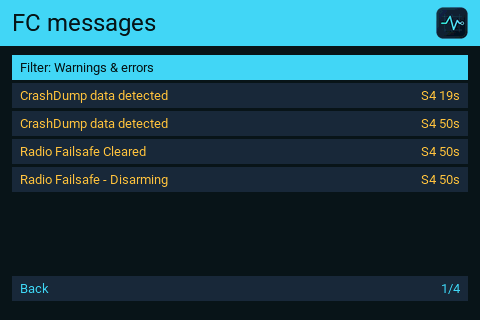 FC messages
Filter: Warnings & errors
CrashDump data detected S4 19s
CrashDump data detected S4 50s
Radio Failsafe Cleared S4 50s
Radio Failsafe - Disarming S4 50s
Back 1/4